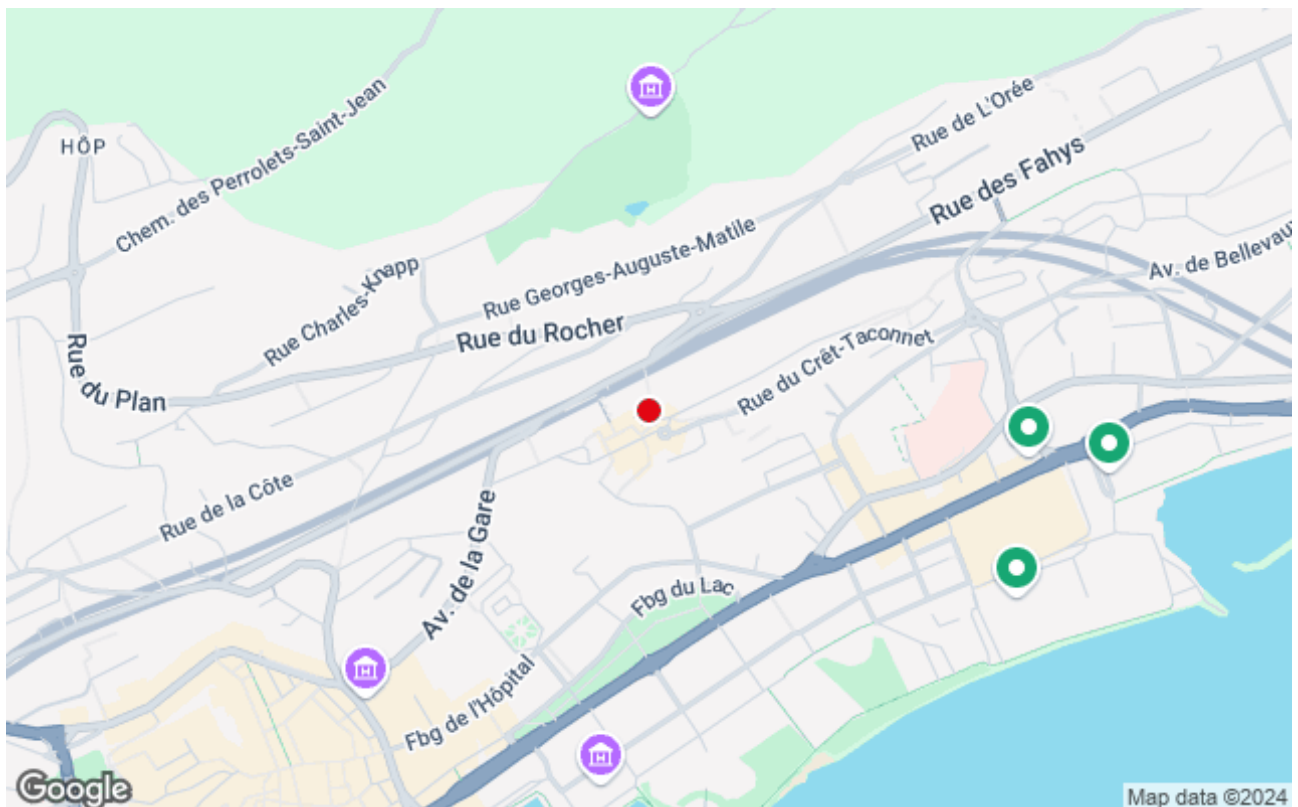 HÔP
Chem. des Perrolets-Saint-Jean
Rue de L'Orée
Rue des Fahys
Av. de Bellevaux
Rue Charles-Knapp
Rue Georges-Auguste-Matile
Rue du Rocher
Rue du Plan
Rue du Crêt-Taconnet
Rue de la Côte
Av. de la Gare
Fbg du Lac
Fbg de l'Hôpital
H
H
H
Google
Map data ©2024